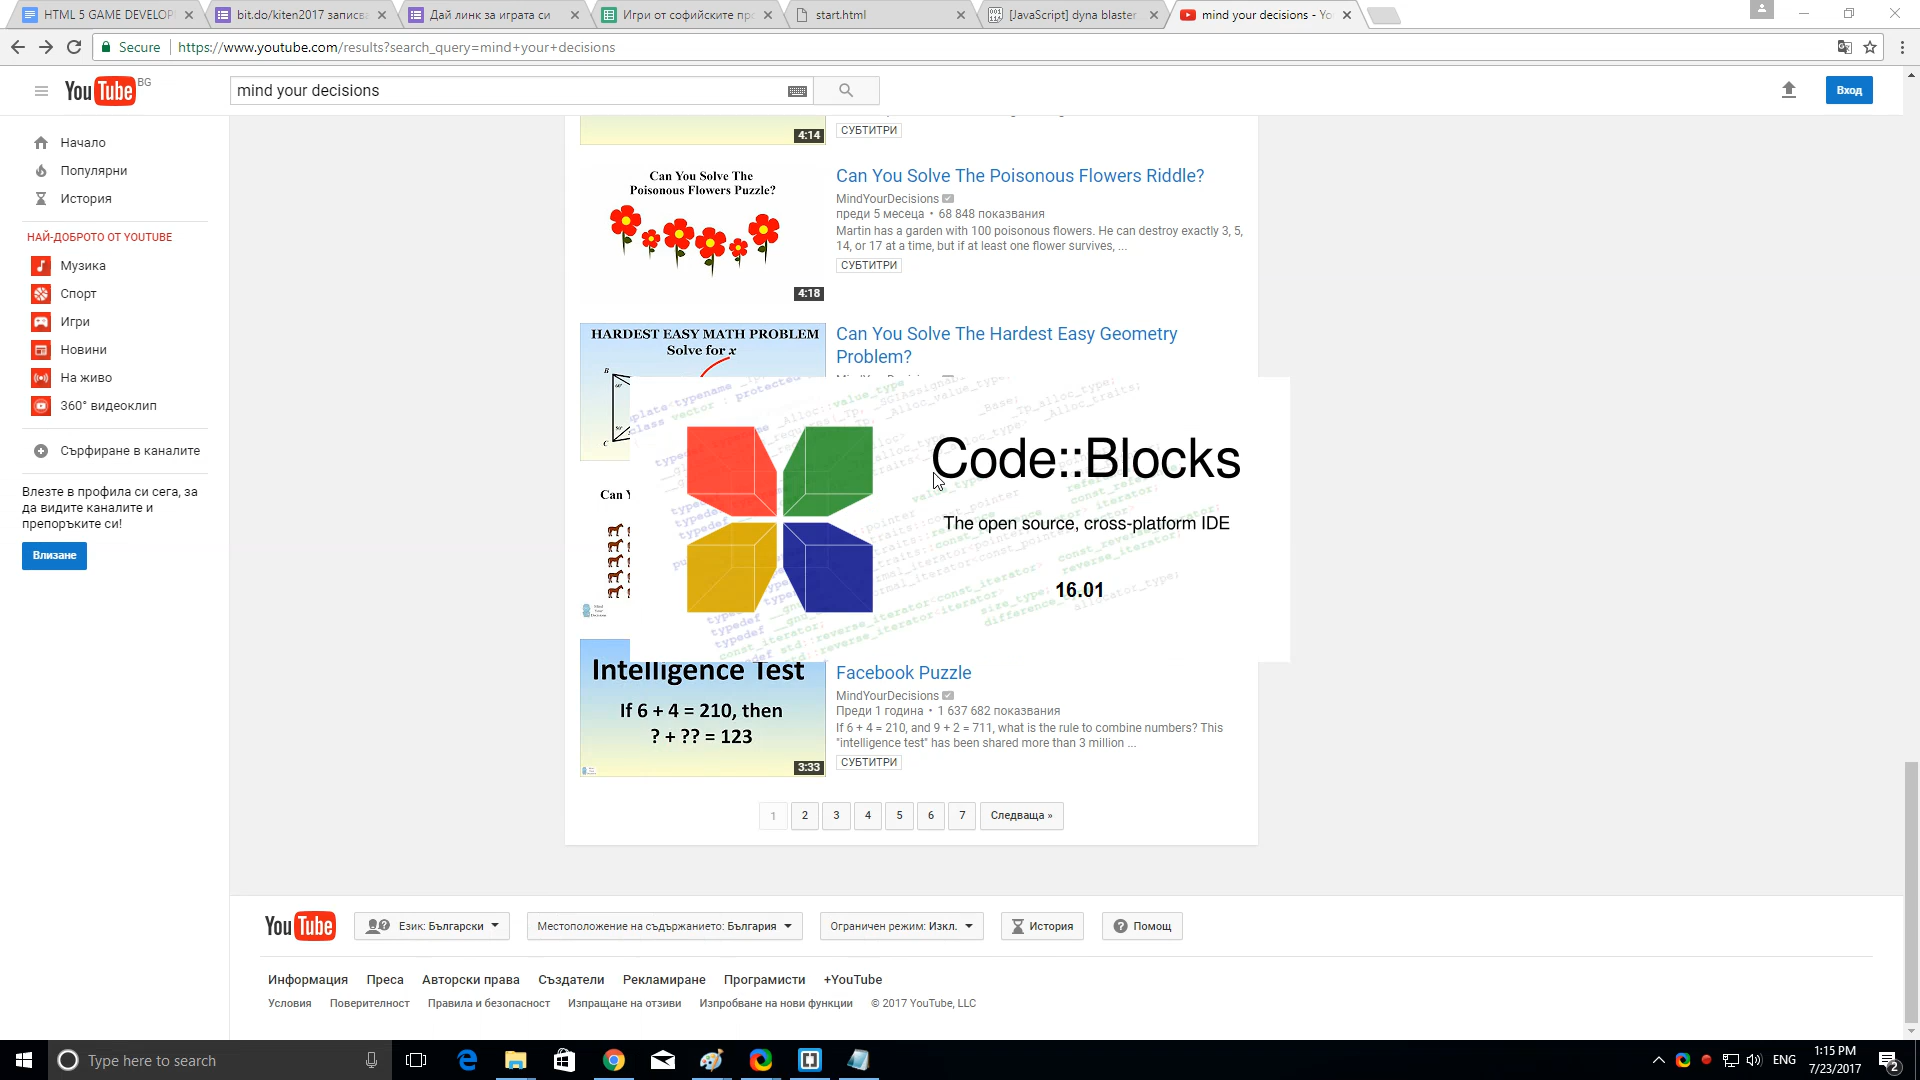 HTML 5 GAME DEVELOP
bit.do/kiten2017 записва
Дай линк за играта си
Игри от софийските пр
start.html
[JavaScript] dyna blaster
mind your decisions - Yo
Secure
https://www.youtube.com/results?search_query=mind+your+decisions
YouTube BG
mind your decisions
Вход
Начало
Популярни
История
НАЙ-ДОБРОТО ОТ YOUTUBE
Музика
Спорт
Игри
Новини
На живо
360° видеоклип
Сърфиране в каналите
Влезте в профила си сега, за
да видите каналите и
препоръките си!
Влизане
4:14
СУБТИТРИ
Can You Solve The
Poisonous Flowers Puzzle?
4:18
Can You Solve The Poisonous Flowers Riddle?
MindYourDecisions
преди 5 месеца • 68 848 показвания
Martin has a garden with 100 poisonous flowers. He can destroy exactly 3, 5,
14, or 17 at a time, but if at least one flower survives, ...
СУБТИТРИ
HARDEST EASY MATH PROBLEM
Solve for x
B
C
Can You Solve The Hardest Easy Geometry
Problem?
Can Y
Code::Blocks
The open source, cross-platform IDE
16.01
Intelligence Test
If 6 + 4 = 210, then
? + ?? = 123
3:33
Facebook Puzzle
MindYourDecisions
Преди 1 година • 1 637 682 показвания
If 6 + 4 = 210, and 9 + 2 = 711, what is the rule to combine numbers? This
"intelligence test" has been shared more than 3 million ...
СУБТИТРИ
1 2 3 4 5 6 7 Следваща »
YouTube
Език: Български
Местоположение на съдържанието: България
Ограничен режим: Изкл.
История
Помощ
Информация Преса Авторски права Създатели Рекламиране Програмисти +YouTube
Условия Поверителност Правила и безопасност Изпращане на отзиви Изпробване на нови функции © 2017 YouTube, LLC
Type here to search
ENG
1:15 PM
7/23/2017
2